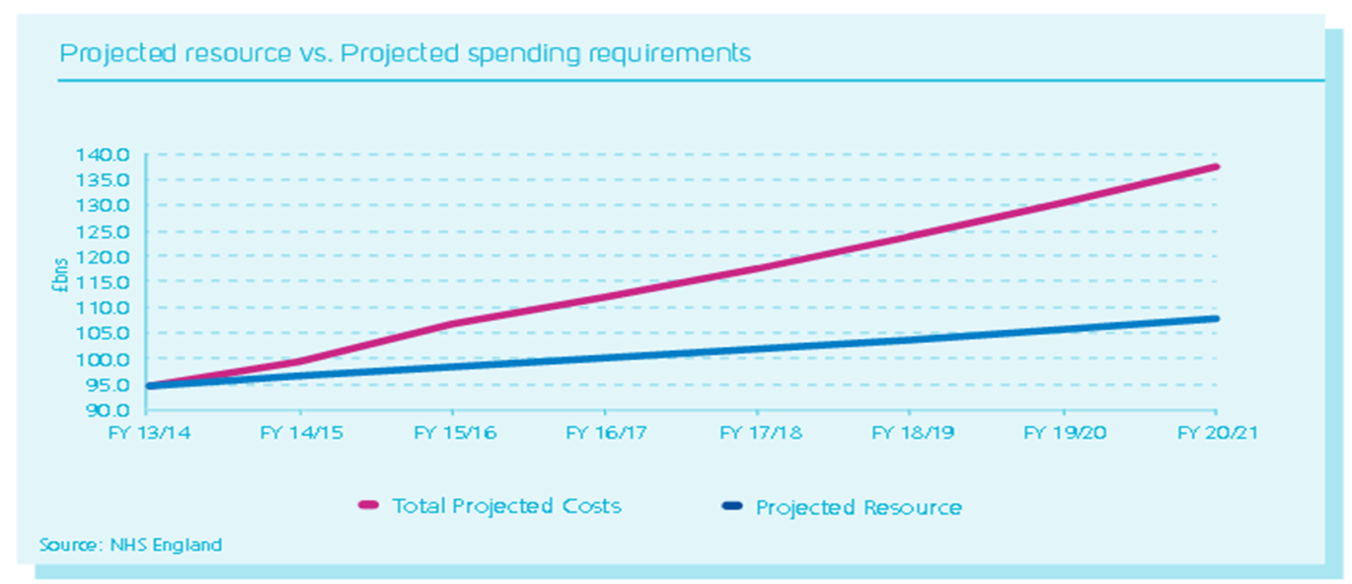 Projected resource vs. Projected spending requirements
140.0
135.0
130.0
125.0
120.0
115.0
110.0
105.0
100.0
95.0
90.0
£bns
FY 13/14 FY 14/15 FY 15/16 FY 16/17 FY 17/18 FY 18/19 FY 19/20 FY 20/21
Total Projected Costs Projected Resource
Source: NHS England